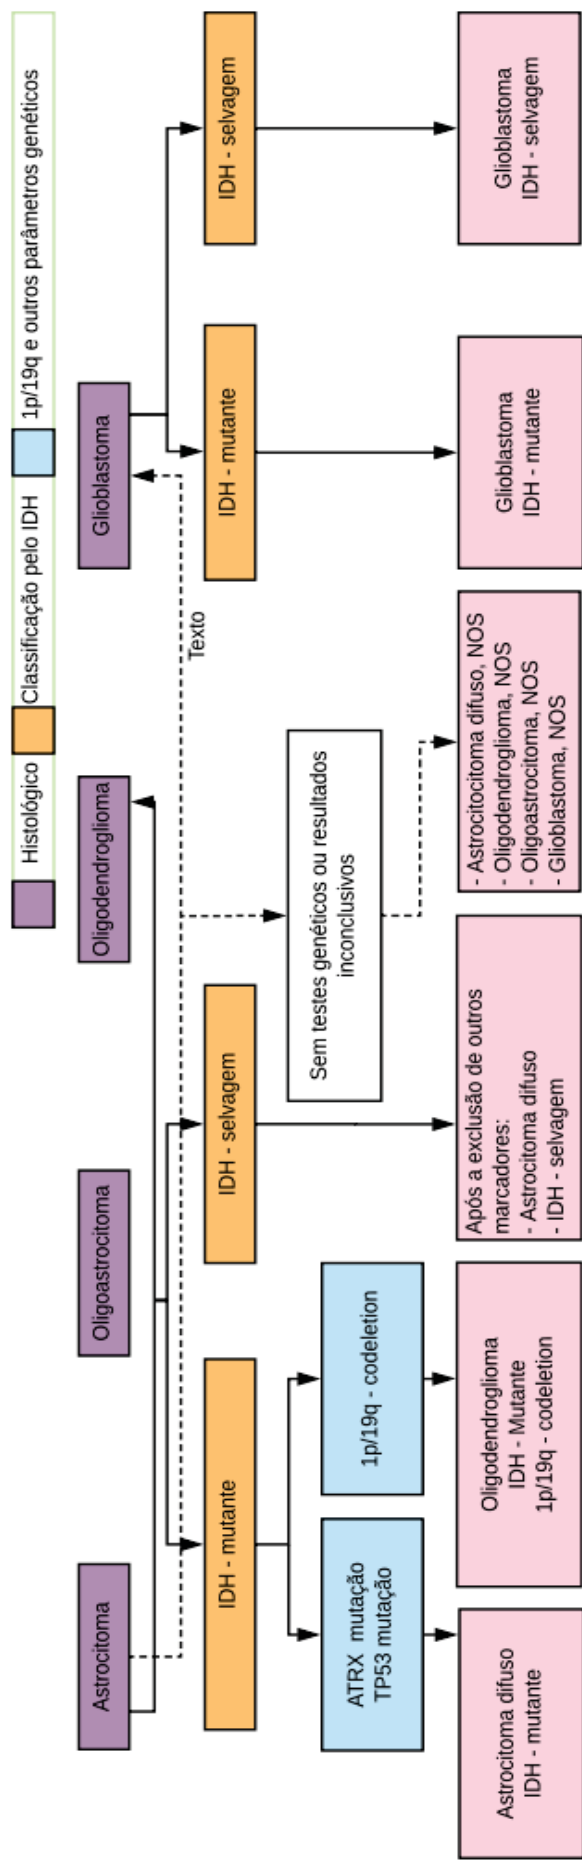 Histológico
Classificação pelo IDH
1p/19q e outros parâmetros genéticos
Astrocitoma
Oligoastrocitoma
Oligodendroglioma
Glioblastoma
Texto
IDH - mutante
IDH - selvagem
IDH - mutante
IDH - selvagem
Sem testes genéticos ou resultados
inconclusivos
ATRX mutação
TP53 mutação
1p/19q - codeletion
Astrocitoma difuso
IDH - mutante
Oligodendroglioma
IDH - Mutante
1p/19q - codeletion
Após a exclusão de outros
marcadores:
- Astrocitoma difuso
- IDH - selvagem
- Astrocitocitoma difuso, NOS
- Oligodendroglioma, NOS
- Oligoastrocitoma, NOS
- Glioblastoma, NOS
Glioblastoma
IDH - mutante
Glioblastoma
IDH - selvagem